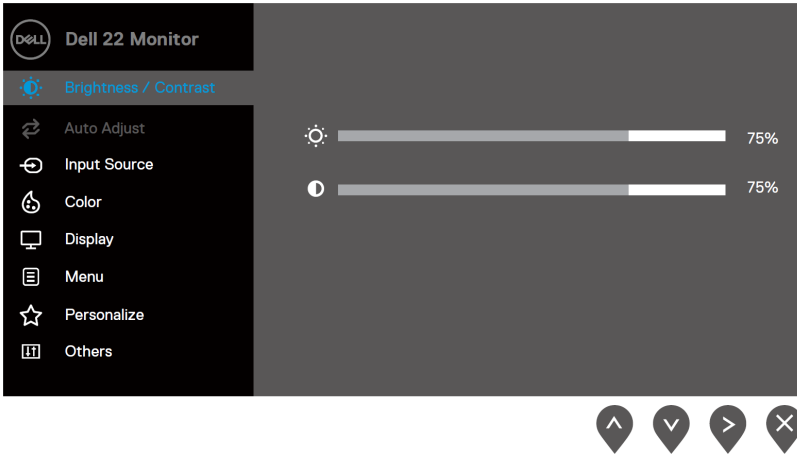 DELL
Dell 22 Monitor
Brightness / Contrast
Auto Adjust
Input Source
Color
Display
Menu
Personalize
Others
75%
75%